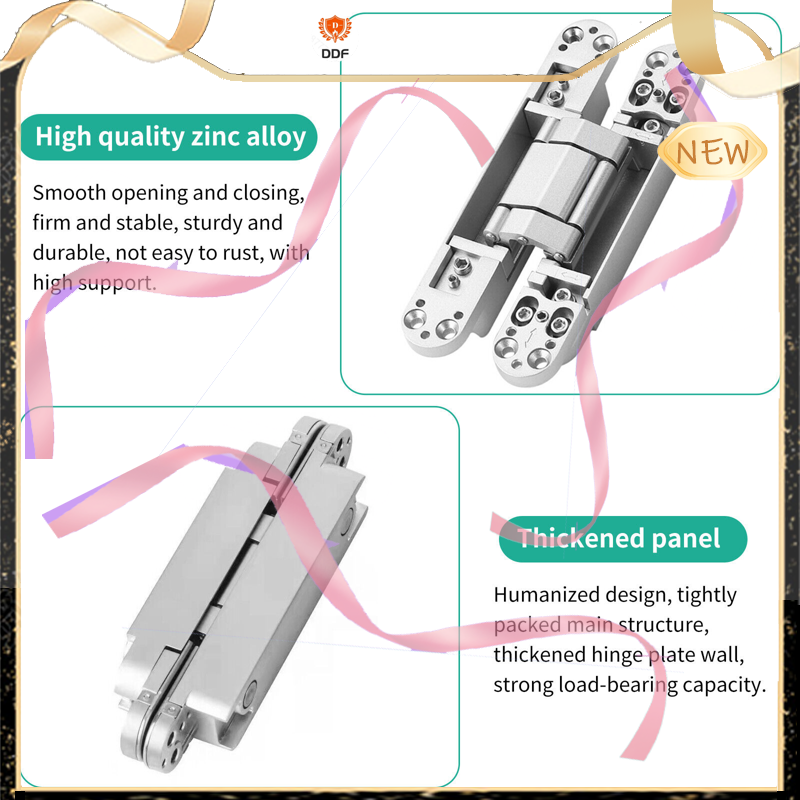 DDF
High quality zinc alloy
Smooth opening and closing,
firm and stable, sturdy and
durable, not easy to rust, with
high support.
NEW
Thickened panel
Humanized design, tightly
packed main structure,
thickened hinge plate wall,
strong load-bearing capacity.